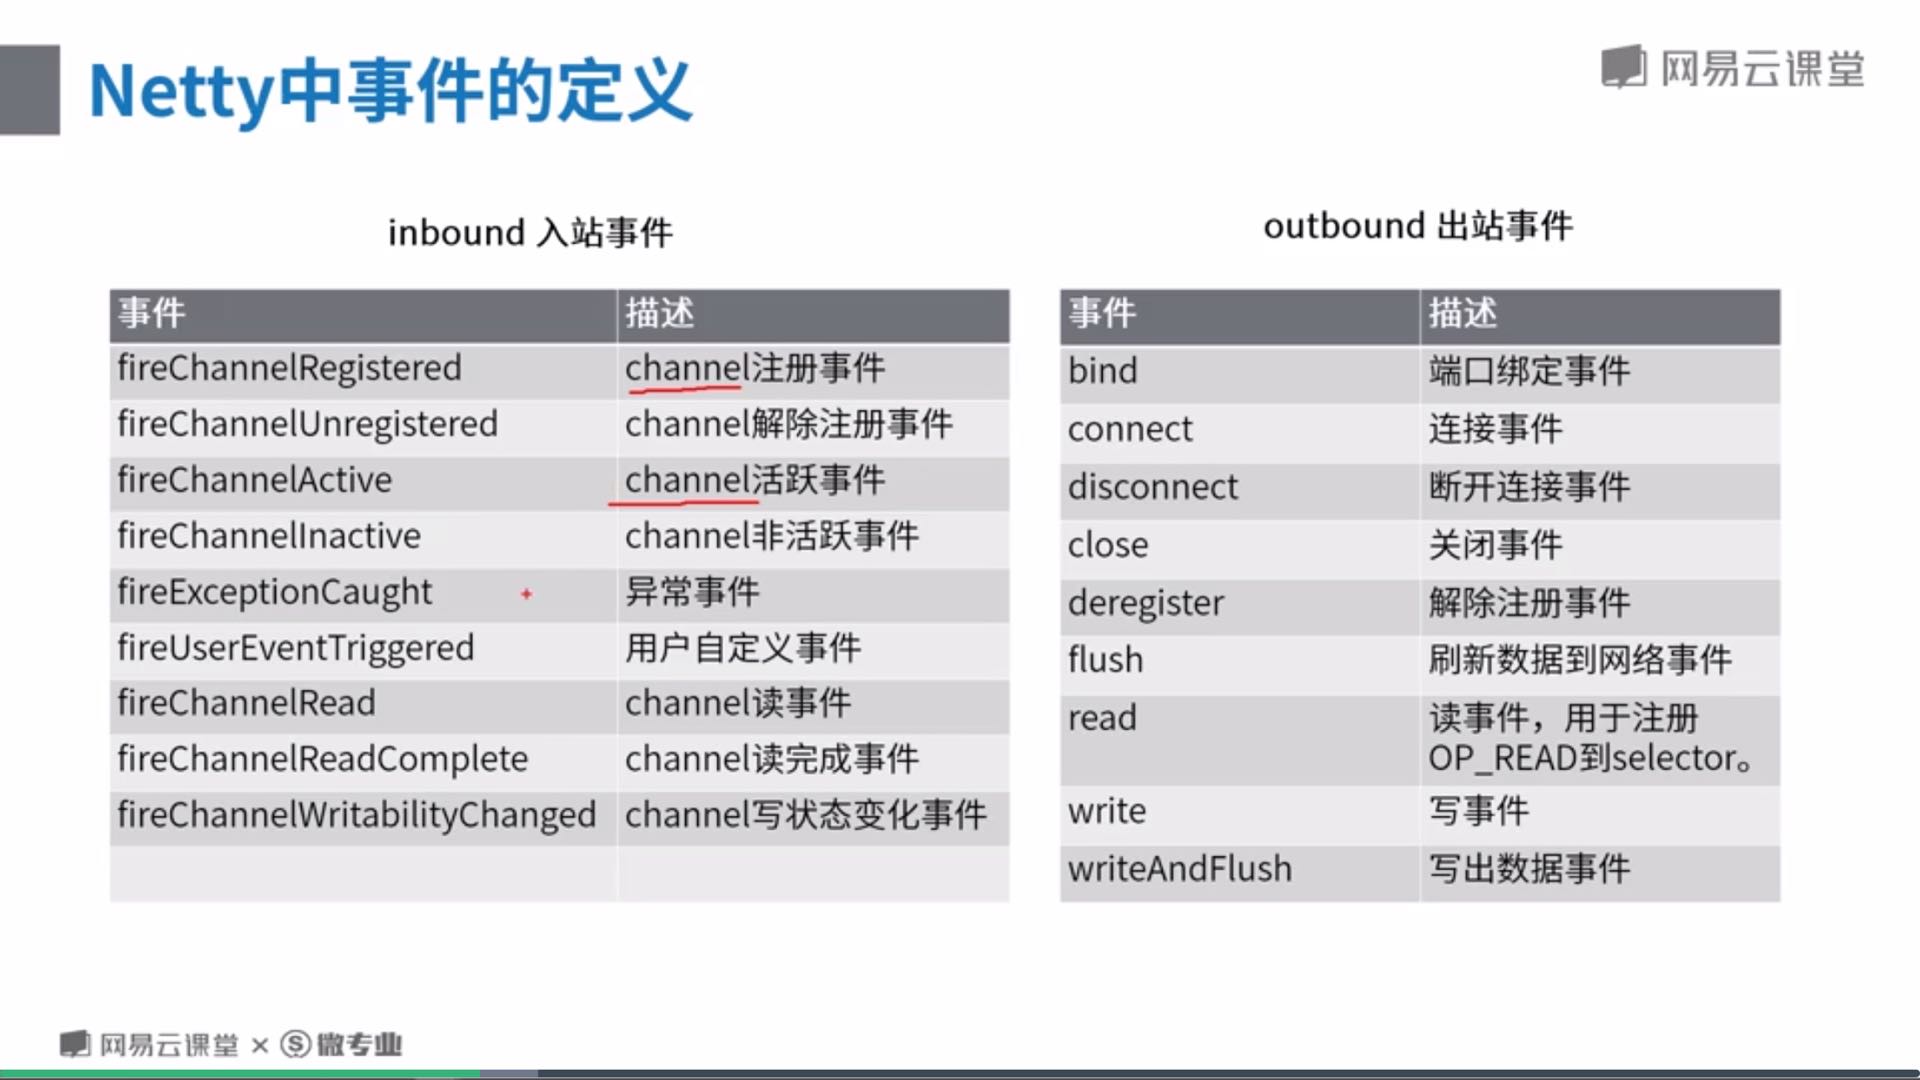 Netty中事件的定义
网易云课堂
inbound 入站事件
事件 描述
fireChannelRegistered channel注册事件
fireChannelUnregistered channel解除注册事件
fireChannelActive channel活跃事件
fireChannelInactive channel非活跃事件
fireExceptionCaught 异常事件
fireUserEventTriggered 用户自定义事件
fireChannelRead channel读事件
fireChannelReadComplete channel读完成事件
fireChannelWritabilityChanged channel写状态变化事件
outbound 出站事件
事件 描述
bind 端口绑定事件
connect 连接事件
disconnect 断开连接事件
close 关闭事件
deregister 解除注册事件
flush 刷新数据到网络事件
read 读事件，用于注册
OP_READ到selector。
write 写事件
writeAndFlush 写出数据事件
网易云课堂 × 微专业